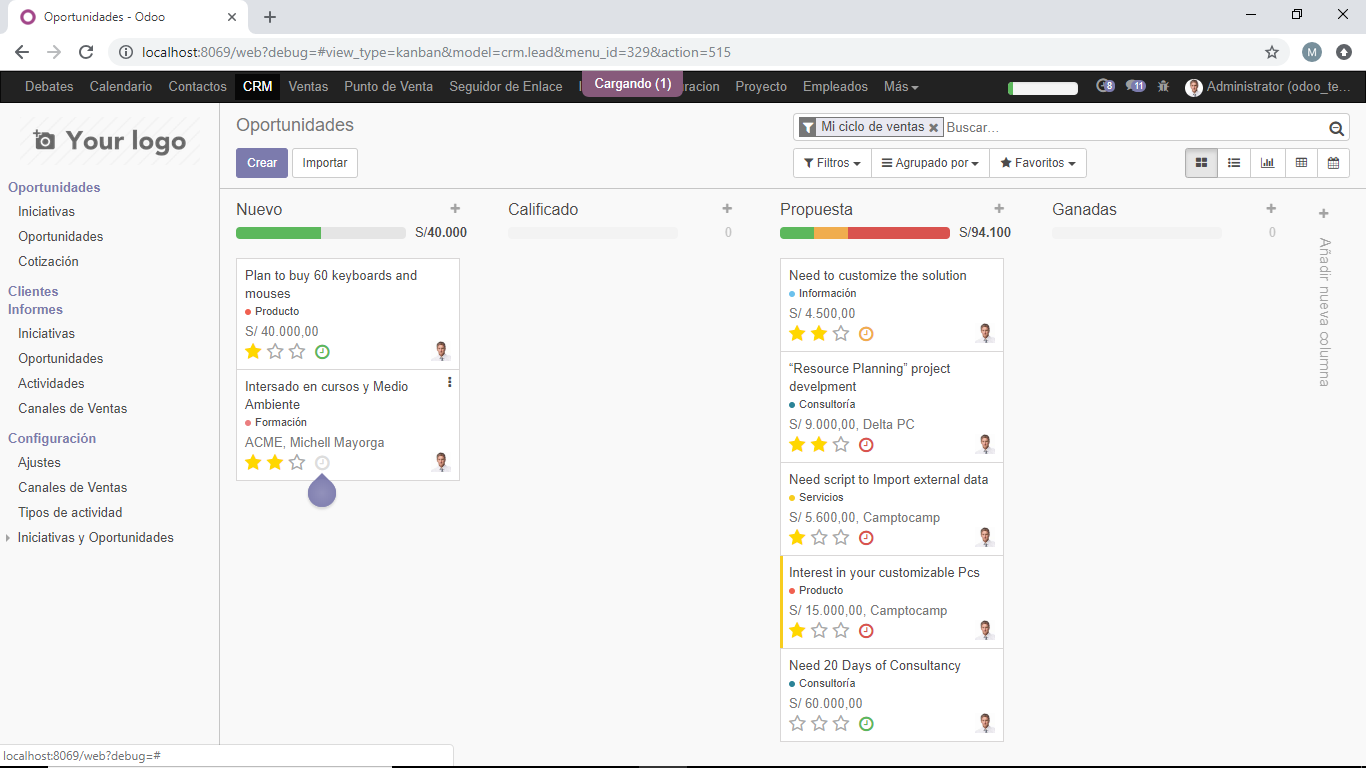 Oportunidades - Odoo
localhost:8069/web?debug=#view_type=kanban&model=crm.lead&menu_id=329&action=515
M
Debates Calendario Contactos CRM Ventas Punto de Venta Seguidor de Enlace Cargando (1) Proyecto Empleados Más 8 11 Administrator (odoo_te...
Your logo
Oportunidades
Iniciativas
Oportunidades
Cotización
Clientes
Informes
Iniciativas
Oportunidades
Actividades
Canales de Ventas
Configuración
Ajustes
Canales de Ventas
Tipos de actividad
Iniciativas y Oportunidades
Oportunidades
Mi ciclo de ventas Buscar...
Crear Importar
Filtros Agrupado por Favoritos
Nuevo
S/40.000
Plan to buy 60 keyboards and
mouses
Producto
S/ 40.000,00
Intersado en cursos y Medio
Ambiente
Formación
ACME, Michell Mayorga
Calificado
0
Propuesta
S/94.100
Need to customize the solution
Información
S/ 4.500,00
“Resource Planning” project
develpment
Consultoría
S/ 9.000,00, Delta PC
Need script to Import external data
Servicios
S/ 5.600,00, Camptocamp
Interest in your customizable Pcs
Producto
S/ 15.000,00, Camptocamp
Need 20 Days of Consultancy
Consultoría
S/ 60.000,00
Ganadas
0
Añadir nueva columna
localhost:8069/web?debug=#